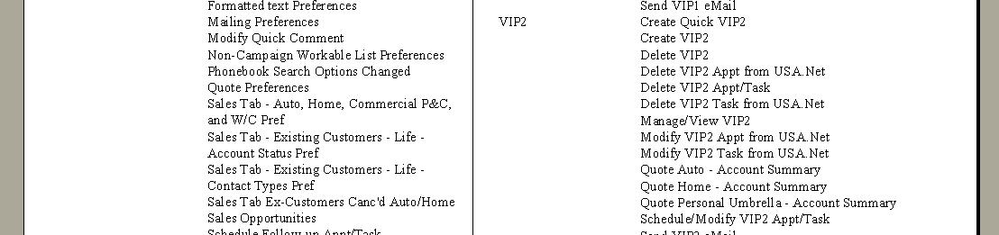 Formatted text Preferences
Mailing Preferences
Modify Quick Comment
Non-Campaign Workable List Preferences
Phonebook Search Options Changed
Quote Preferences
Sales Tab - Auto, Home, Commercial P&C,
and W/C Pref
Sales Tab - Existing Customers - Life -
Account Status Pref
Sales Tab - Existing Customers - Life -
Contact Types Pref
Sales Tab Ex-Customers Canc'd Auto/Home
Sales Opportunities
Schedule Follow-up Appt/Task
Send VIP1 eMail
VIP2
Create Quick VIP2
Create VIP2
Delete VIP2
Delete VIP2 Appt from USA.Net
Delete VIP2 Appt/Task
Delete VIP2 Task from USA.Net
Manage/View VIP2
Modify VIP2 Appt from USA.Net
Modify VIP2 Task from USA.Net
Quote Auto - Account Summary
Quote Home - Account Summary
Quote Personal Umbrella - Account Summary
Schedule/Modify VIP2 Appt/Task
Send VIP2 eMail